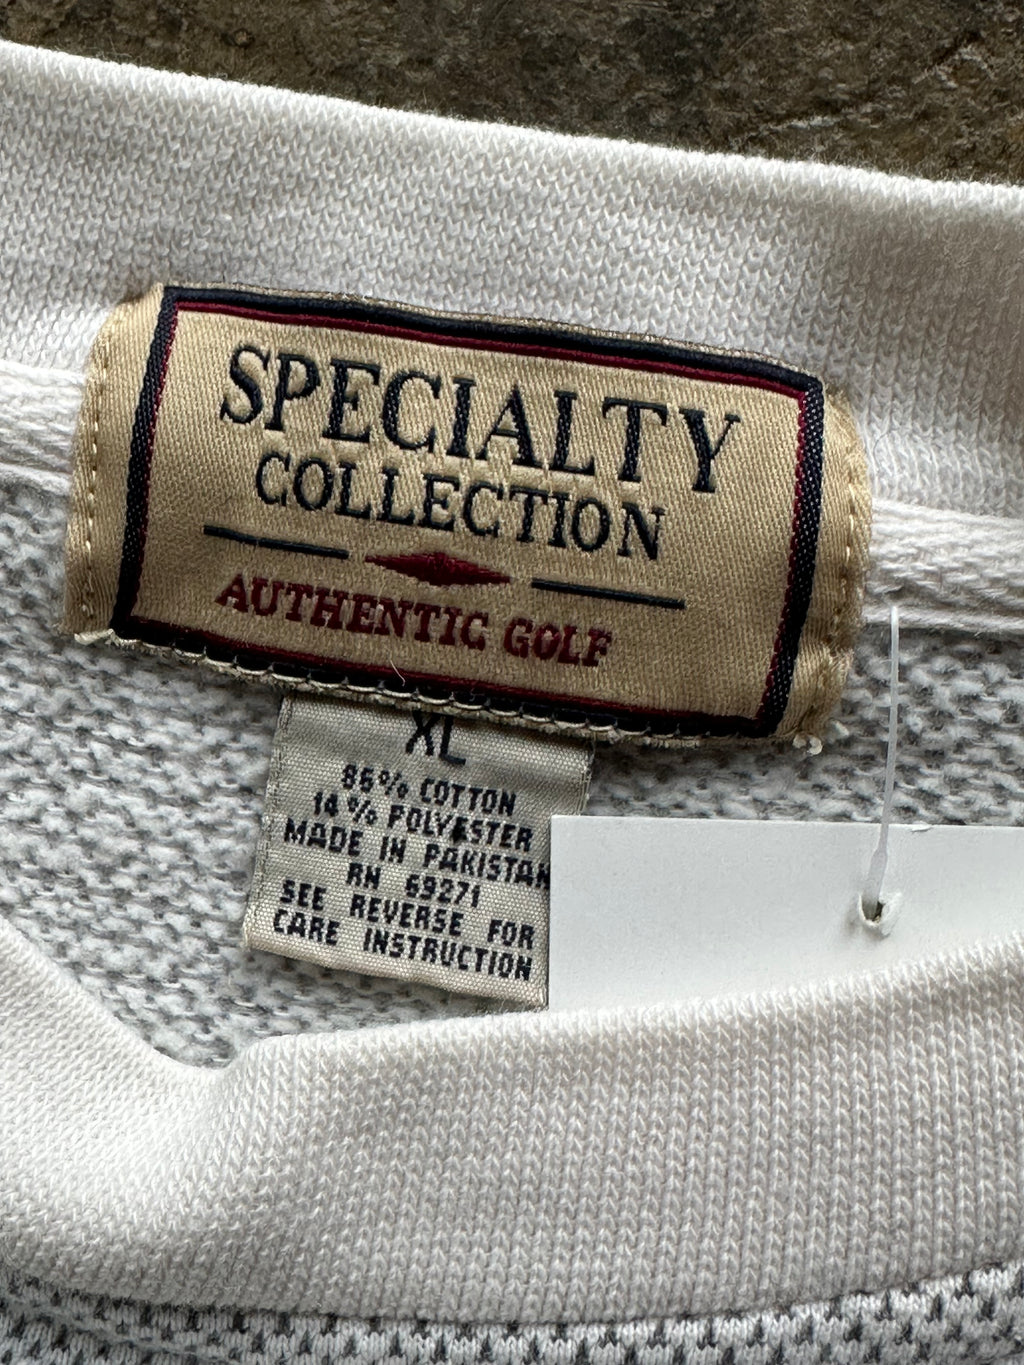 SPECIALTY
COLLECTION
AUTHENTIC GOLF
XL
86% COTTON
14% POLYESTER
MADE IN PAKISTAN
RN 69271
SEE REVERSE FOR
CARE INSTRUCTION